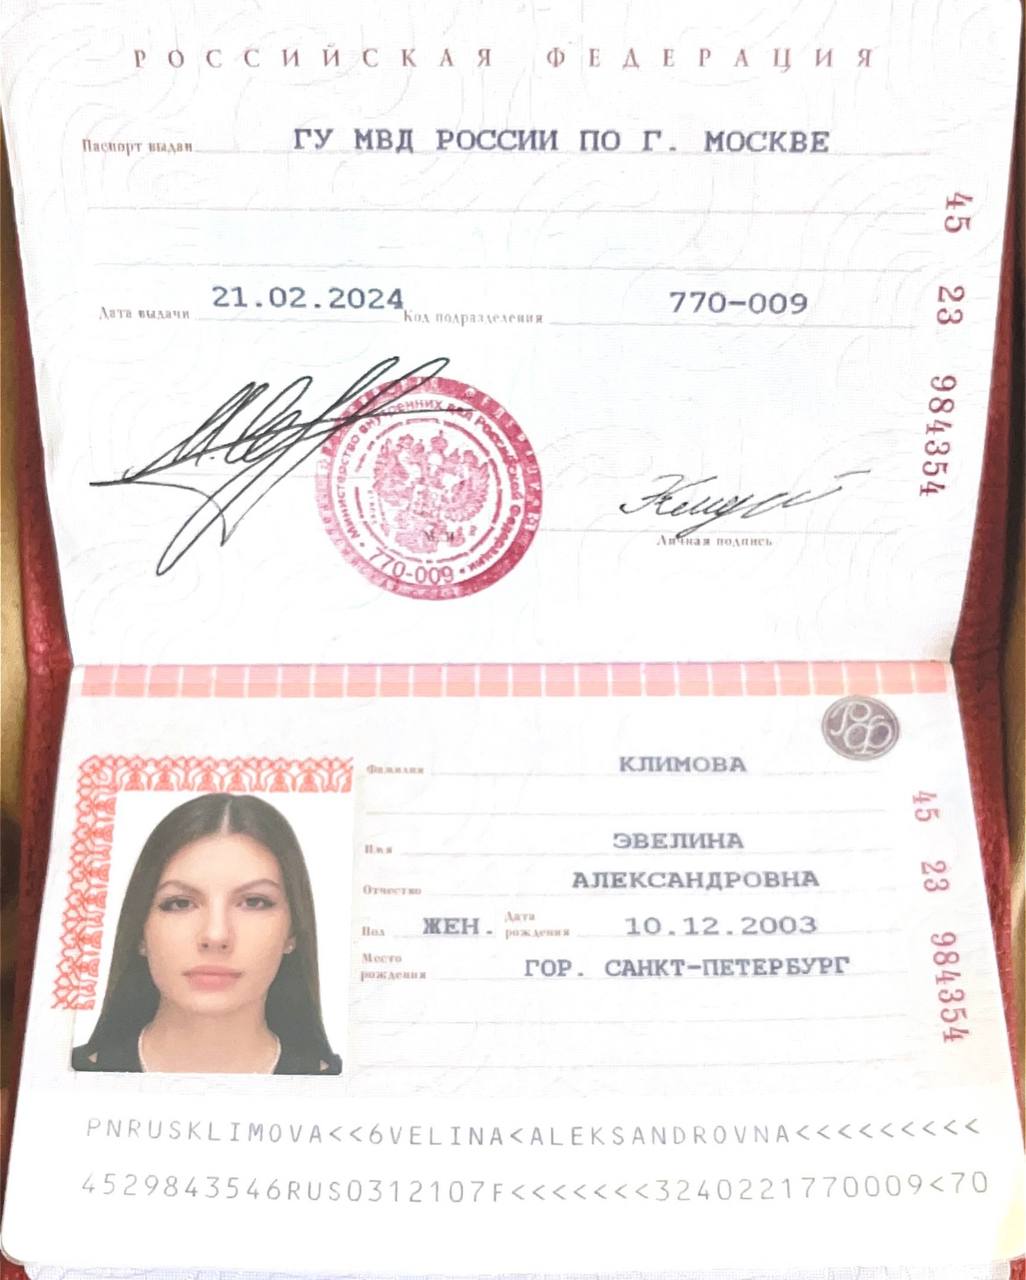 РОССИЙСКАЯ ФЕДЕРАЦИЯ
Паспорт выдан ГУ МВД РОССИИ ПО Г. МОСКВЕ
Дата выдачи 21.02.2024 Код подразделения 770-009
Министерство внутренних дел Российской Федерации
770-009
Личная подпись
45 23 984354
Фамилия КЛИМОВА
Имя ЭВЕЛИНА
Отчество АЛЕКСАНДРОВНА
Пол ЖЕН. Дата рождения 10.12.2003
Место рождения ГОР. САНКТ-ПЕТЕРБУРГ
45 23 984354
PNRUSKLIMOVA<<6VELINA<ALEKSANDROVNA<<<<<<<<<
4529843546RUS0312107F<<<<<<<3240221770009<70